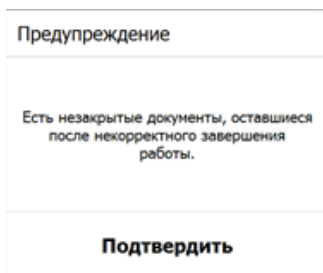 Предупреждение
Есть незакрытые документы, оставшиеся
после некорректного завершения
работы.
Подтвердить